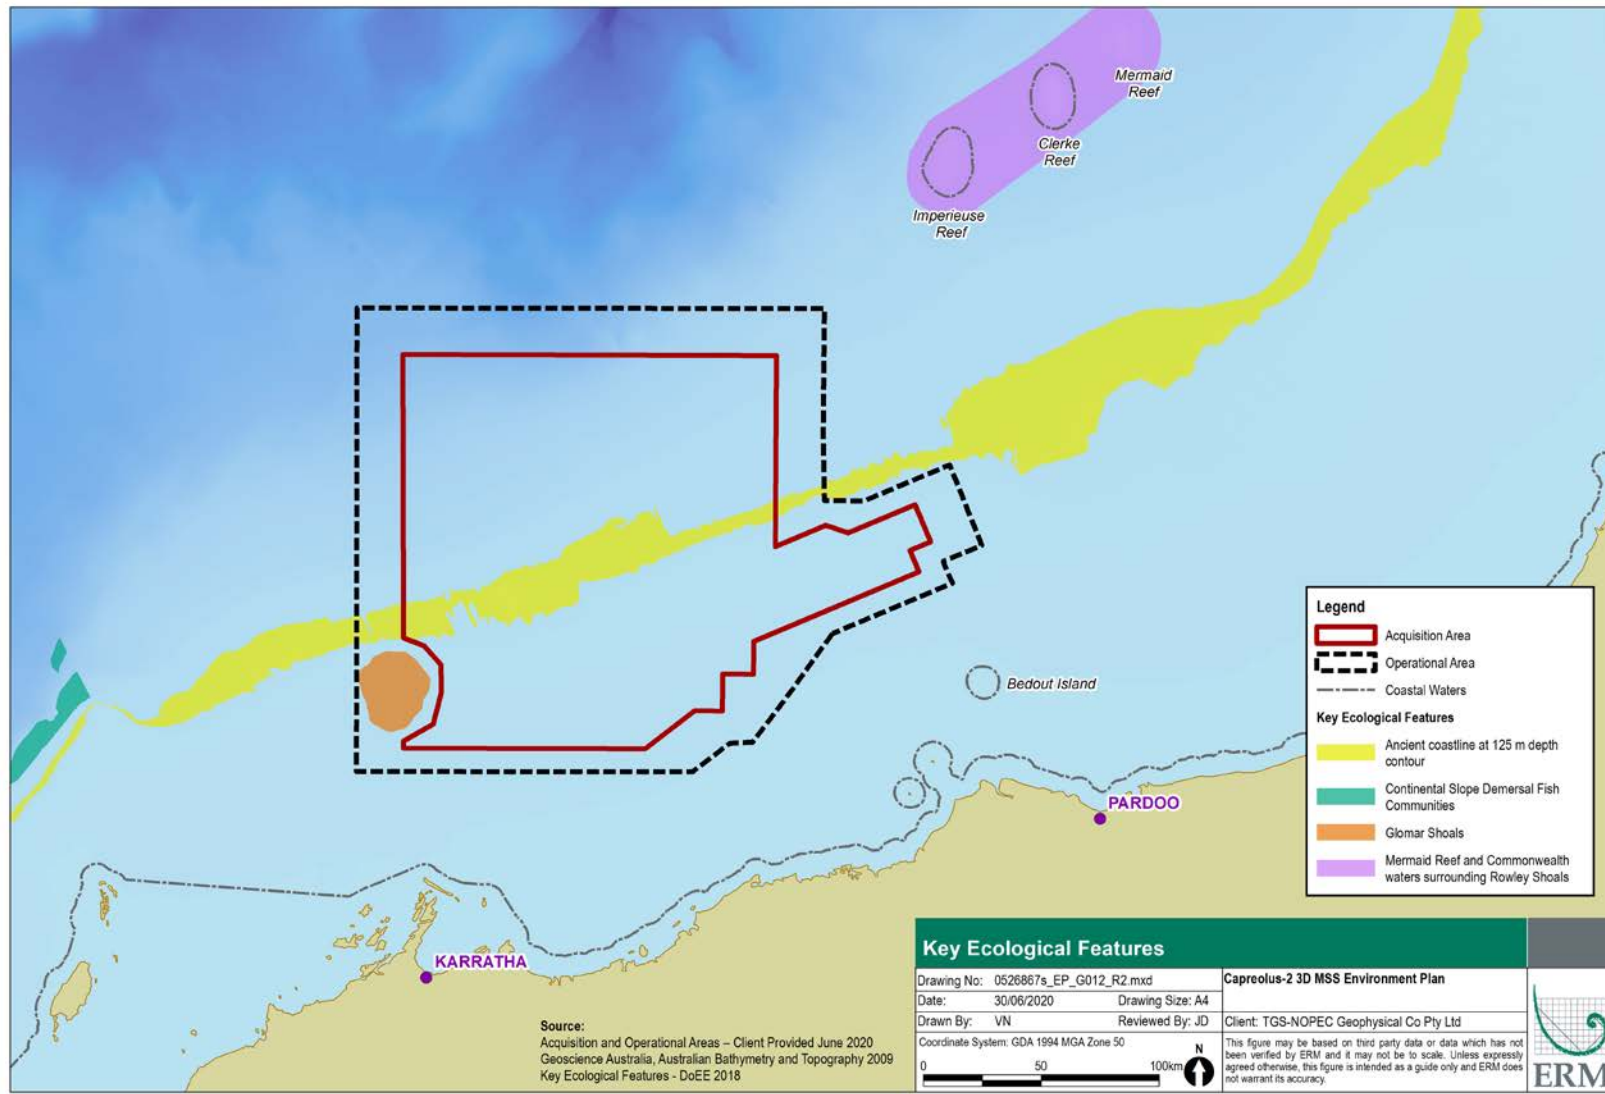 Mermaid
Reef
Clerke
Reef
Imperieuse
Reef
Bedout Island
PARDOO
KARRATHA
Legend
Acquisition Area
Operational Area
Coastal Waters
Key Ecological Features
Ancient coastline at 125 m depth
contour
Continental Slope Demersal Fish
Communities
Glomar Shoals
Mermaid Reef and Commonwealth
waters surrounding Rowley Shoals
Source:
Acquisition and Operational Areas – Client Provided June 2020
Geoscience Australia, Australian Bathymetry and Topography 2009
Key Ecological Features - DoEE 2018
Key Ecological Features
Drawing No: 0526867s_EP_G012_R2.mxd
Date: 30/06/2020 Drawing Size: A4
Drawn By: VN Reviewed By: JD
Coordinate System: GDA 1994 MGA Zone 50
0 50 100km
N
Capreolus-2 3D MSS Environment Plan
Client: TGS-NOPEC Geophysical Co Pty Ltd
This figure may be based on third party data or data which has not
been verified by ERM and it may not be to scale. Unless expressly
agreed otherwise, this figure is intended as a guide only and ERM does
not warrant its accuracy.
ERM